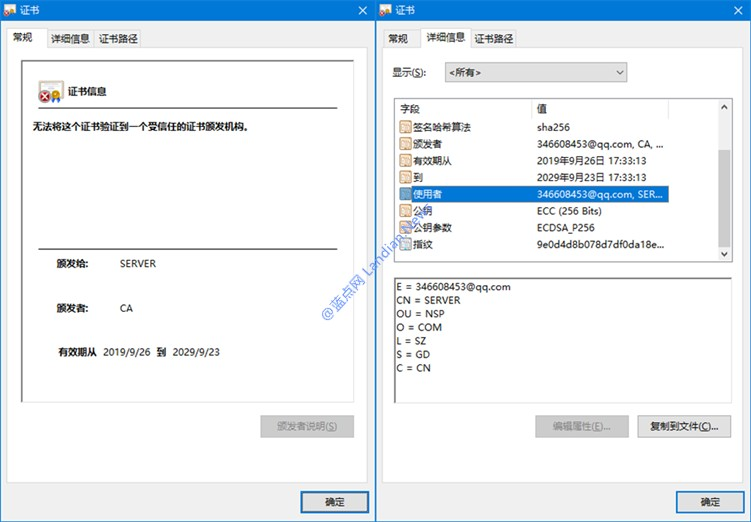 证书
常规 详细信息 证书路径
证书信息
无法将这个证书验证到一个受信任的证书颁发机构。
颁发给: SERVER
颁发者: CA
有效期从 2019/9/26 到 2029/9/23
颁发者说明(S)
确定
证书
常规 详细信息 证书路径
显示(S): <所有>
字段 值
签名哈希算法 sha256
颁发者 346608453@qq.com, CA, ...
有效期从 2019年9月26日 17:33:13
到 2029年9月23日 17:33:13
使用者 346608453@qq.com, SER...
公钥 ECC (256 Bits)
公钥参数 ECDSA_P256
指纹 9e0d4d8b078d7df0da18e...
E = 346608453@qq.com
CN = SERVER
OU = NSP
O = COM
L = SZ
S = GD
C = CN
编辑属性(E)... 复制到文件(C)...
确定
@蓝点网 Landian.News